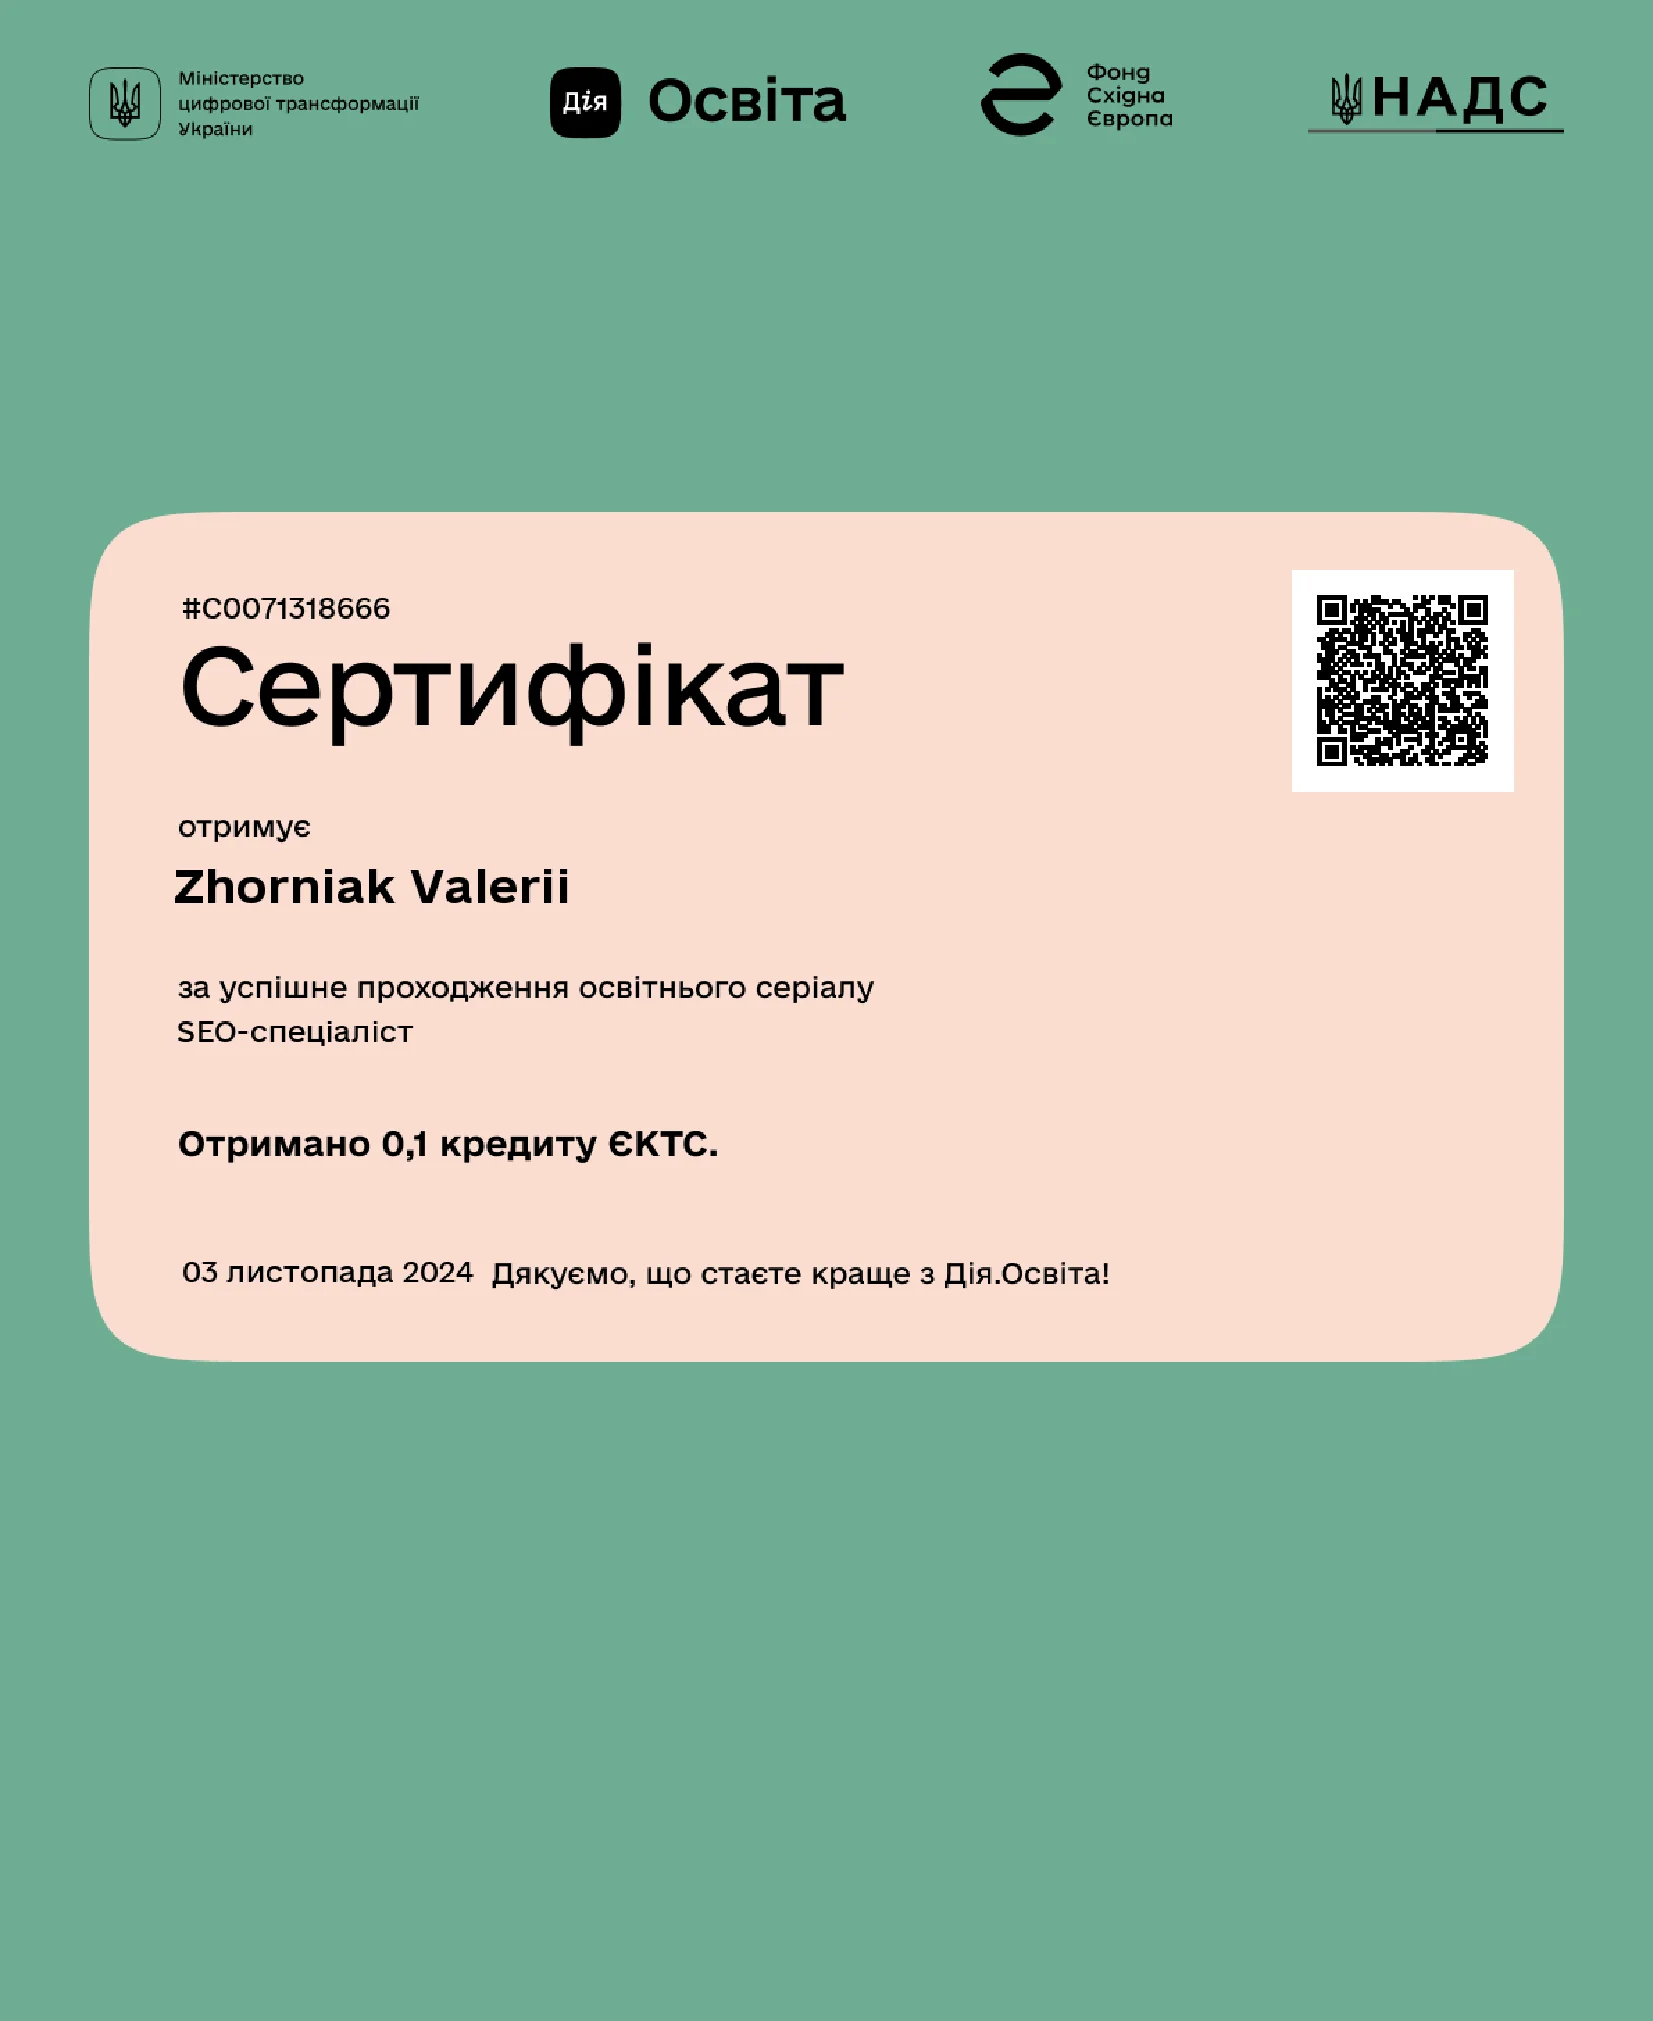 Міністерство
цифрової трансформації
України
Дія Освіта
Фонд
Східна
Європа
НАДС
#C0071318666
Сертифікат
отримує
Zhorniak Valerii
за успішне проходження освітнього серіалу
SEO-спеціаліст
Отримано 0,1 кредиту ЄКТС.
03 листопада 2024 Дякуємо, що стаєте краще з Дія.Освіта!